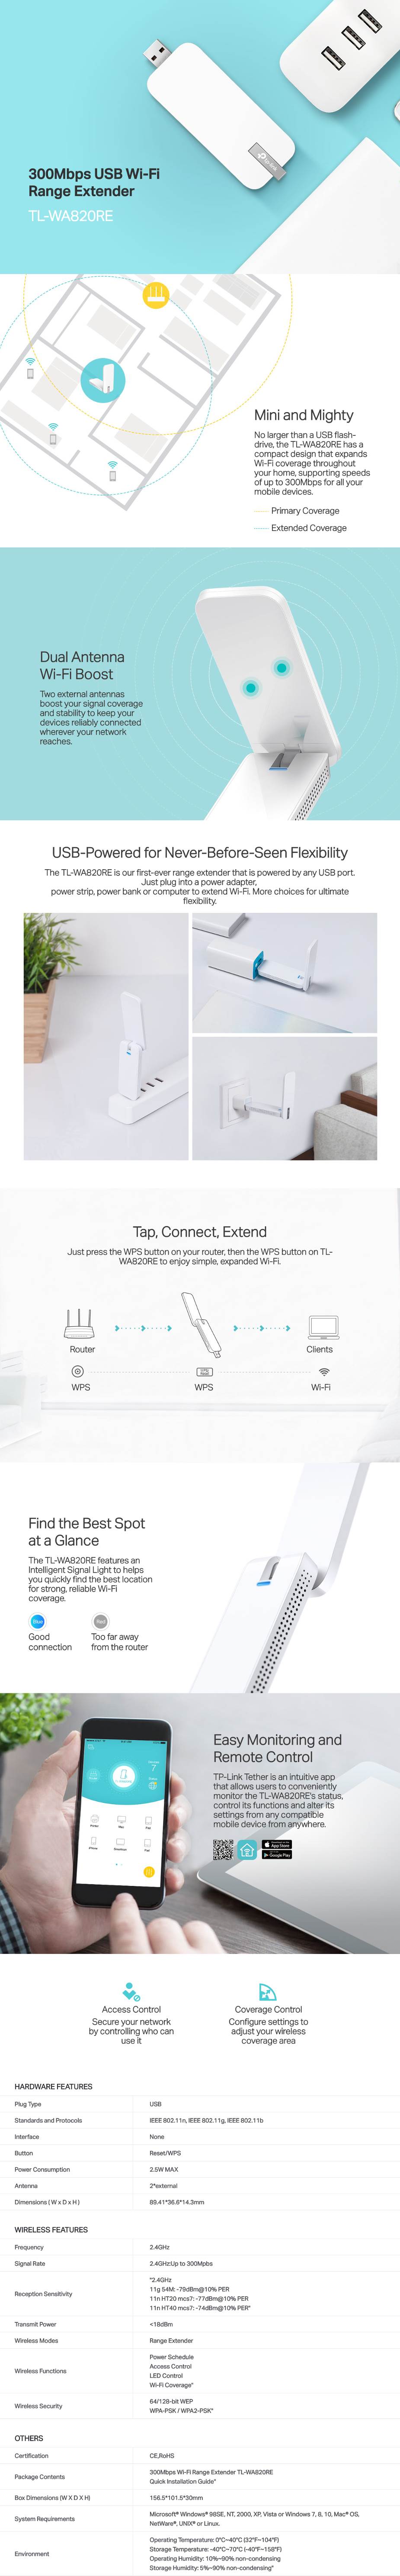 tp-link
300Mbps USB Wi-Fi
Range Extender
TL-WA820RE
Mini and Mighty
No larger than a USB flash-
drive, the TL-WA820RE has a
compact design that expands
Wi-Fi coverage throughout
your home, supporting speeds
of up to 300Mbps for all your
mobile devices.
Primary Coverage
Extended Coverage
Dual Antenna
Wi-Fi Boost
Two external antennas
boost your signal coverage
and stability to keep your
devices reliably connected
wherever your network
reaches.
USB-Powered for Never-Before-Seen Flexibility
The TL-WA820RE is our first-ever range extender that is powered by any USB port.
Just plug into a power adapter,
power strip, power bank or computer to extend Wi-Fi. More choices for ultimate
flexibility.
Tap, Connect, Extend
Just press the WPS button on your router, then the WPS button on TL-
WA820RE to enjoy simple, expanded Wi-Fi.
Router
Clients
WPS
WPS
Wi-Fi
Find the Best Spot
at a Glance
The TL-WA820RE features an
Intelligent Signal Light to helps
you quickly find the best location
for strong, reliable Wi-Fi
coverage.
Blue
Red
Good
connection
Too far away
from the router
Easy Monitoring and
Remote Control
TP-Link Tether is an intuitive app
that allows users to conveniently
monitor the TL-WA820RE's status,
control its functions and alter its
settings from any compatible
mobile device from anywhere.
App Store
Google Play
Access Control
Secure your network
by controlling who can
use it
Coverage Control
Configure settings to
adjust your wireless
coverage area
HARDWARE FEATURES
Plug Type USB
Standards and Protocols IEEE 802.11n, IEEE 802.11g, IEEE 802.11b
Interface None
Button Reset/WPS
Power Consumption 2.5W MAX
Antenna 2*external
Dimensions ( W x D x H ) 89.41*36.6*14.3mm
WIRELESS FEATURES
Frequency 2.4GHz
Signal Rate 2.4GHz:Up to 300Mpbs
Reception Sensitivity
"2.4GHz
11g 54M: -79dBm@10% PER
11n HT20 mcs7: -77dBm@10% PER
11n HT40 mcs7: -74dBm@10% PER"
Transmit Power <18dBm
Wireless Modes Range Extender
Wireless Functions
Power Schedule
Access Control
LED Control
Wi-Fi Coverage"
Wireless Security
64/128-bit WEP
WPA-PSK / WPA2-PSK"
OTHERS
Certification CE,RoHS
Package Contents
300Mbps Wi-Fi Range Extender TL-WA820RE
Quick Installation Guide"
Box Dimensions (W X D X H) 156.5*101.5*30mm
System Requirements
Microsoft® Windows® 98SE, NT, 2000, XP, Vista or Windows 7, 8, 10, Mac® OS,
NetWare®, UNIX® or Linux.
Environment
Operating Temperature: 0℃~40℃ (32℉~104℉)
Storage Temperature: -40℃~70℃ (-40℉~158℉)
Operating Humidity: 10%~90% non-condensing
Storage Humidity: 5%~90% non-condensing"